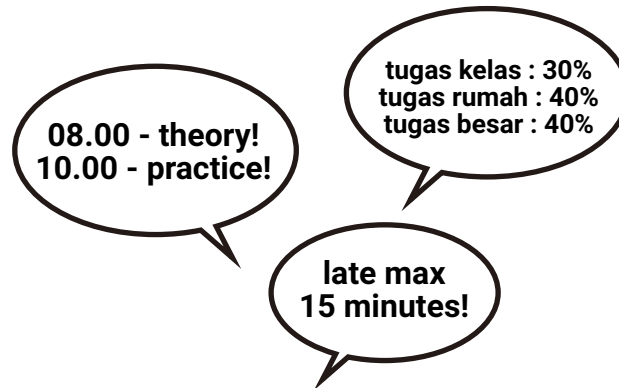 08.00 - theory!
10.00 - practice!
tugas kelas : 30%
tugas rumah : 40%
tugas besar : 40%
late max
15 minutes!